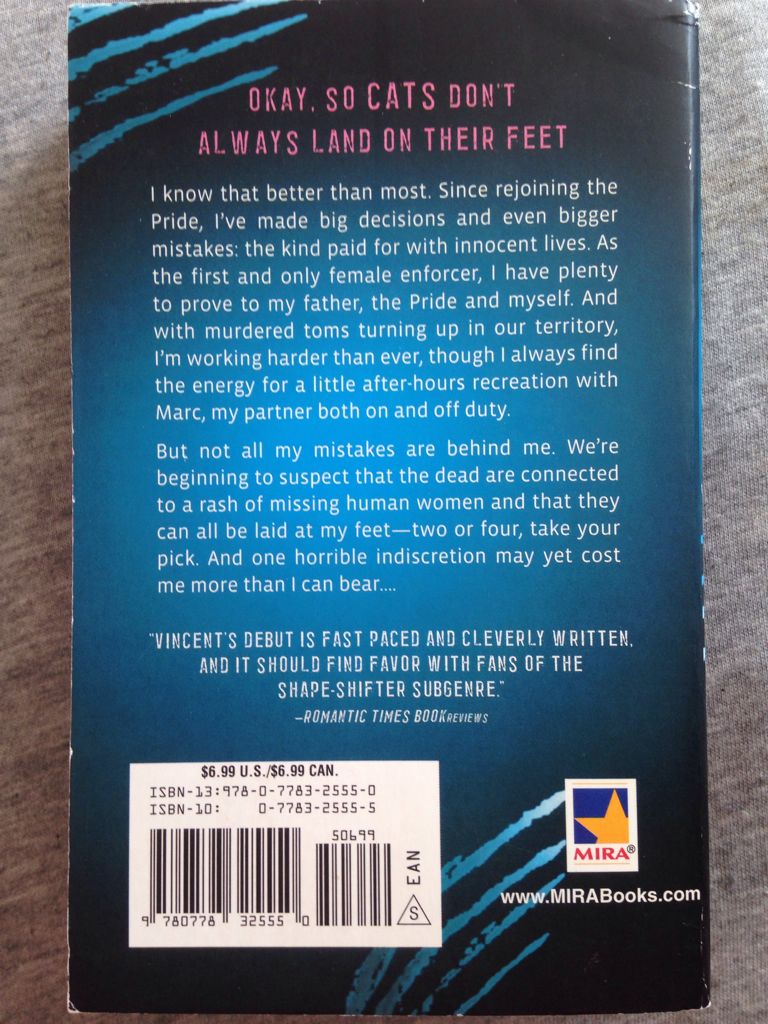 OKAY, SO CATS DON'T
ALWAYS LAND ON THEIR FEET
I know that better than most. Since rejoining the
Pride, I've made big decisions and even bigger
mistakes: the kind paid for with innocent lives. As
the first and only female enforcer, I have plenty
to prove to my father, the Pride and myself. And
with murdered toms turning up in our territory,
I'm working harder than ever, though I always find
the energy for a little after-hours recreation with
Marc, my partner both on and off duty.
But not all my mistakes are behind me. We're
beginning to suspect that the dead are connected
to a rash of missing human women and that they
can all be laid at my feet—two or four, take your
pick. And one horrible indiscretion may yet cost
me more than I can bear....
"VINCENT'S DEBUT IS FAST PACED AND CLEVERLY WRITTEN,
AND IT SHOULD FIND FAVOR WITH FANS OF THE
SHAPE-SHIFTER SUBGENRE."
—ROMANTIC TIMES BOOKREVIEWS
$6.99 U.S./$6.99 CAN.
ISBN-13:978-0-7783-2555-0
ISBN-10: 0-7783-2555-5
50699
EAN
S
9 780778 32555 0
MIRA®
www.MIRABooks.com